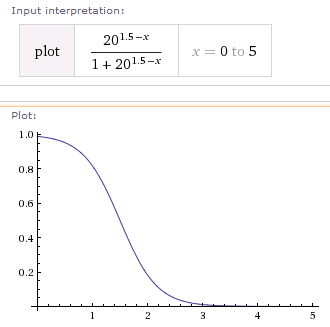 Input interpretation:
plot 20^1.5−x / 1 + 20^1.5−x x = 0 to 5
Plot:
1.0
0.8
0.6
0.4
0.2
1 2 3 4 5